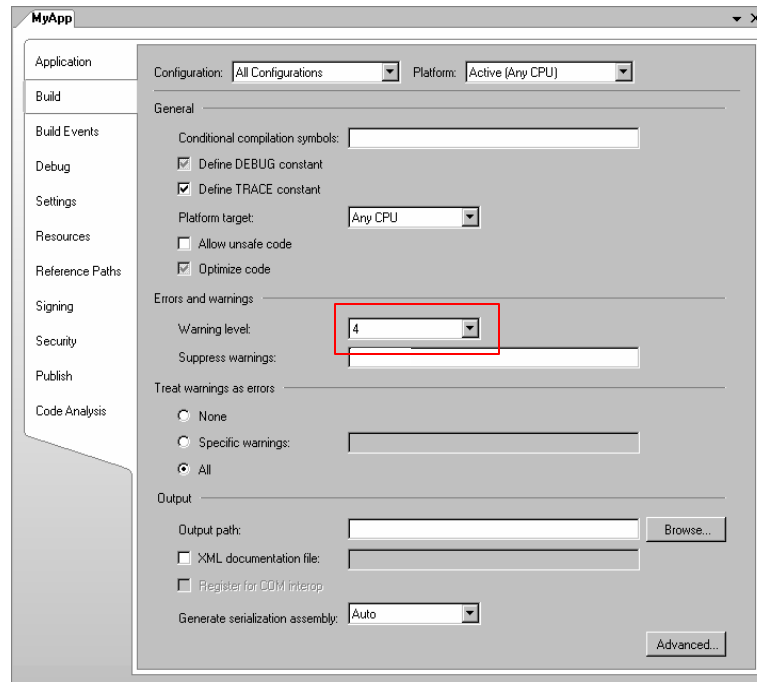 MyApp
Application
Build
Build Events
Debug
Settings
Resources
Reference Paths
Signing
Security
Publish
Code Analysis
Configuration: All Configurations Platform: Active (Any CPU)
General
Conditional compilation symbols:
Define DEBUG constant
Define TRACE constant
Platform target: Any CPU
Allow unsafe code
Optimize code
Errors and warnings
Warning level: 4
Suppress warnings:
Treat warnings as errors
None
Specific warnings:
All
Output
Output path: Browse...
XML documentation file:
Register for COM interop
Generate serialization assembly: Auto
Advanced...